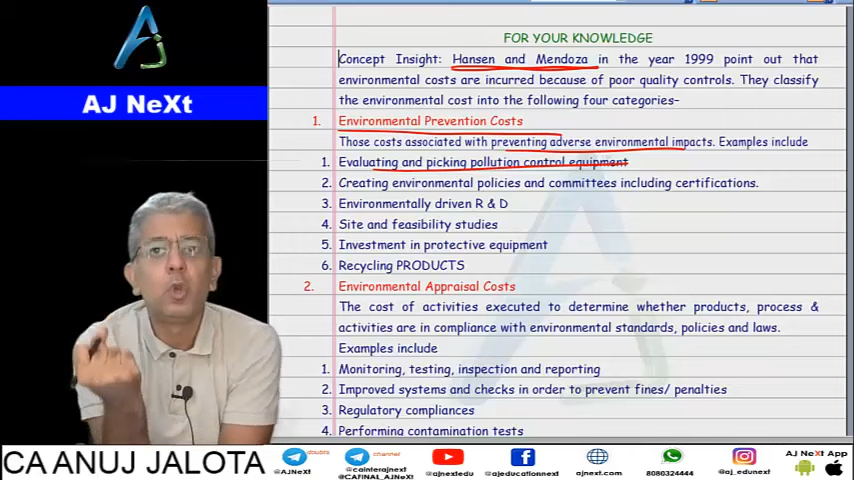 AJ NeXt
FOR YOUR KNOWLEDGE
Concept Insight: Hansen and Mendoza in the year 1999 point out that
environmental costs are incurred because of poor quality controls. They classify
the environmental cost into the following four categories-
1. Environmental Prevention Costs
Those costs associated with preventing adverse environmental impacts. Examples include
1. Evaluating and picking pollution control equipment
2. Creating environmental policies and committees including certifications.
3. Environmentally driven R & D
4. Site and feasibility studies
5. Investment in protective equipment
6. Recycling PRODUCTS
2. Environmental Appraisal Costs
The cost of activities executed to determine whether products, process &
activities are in compliance with environmental standards, policies and laws.
Examples include
1. Monitoring, testing, inspection and reporting
2. Improved systems and checks in order to prevent fines/ penalties
3. Regulatory compliances
4. Performing contamination tests
CA ANUJ JALOTA
doubts
@AJNeXt
channel
@cainterajnext
@CAFINAL_AJNeXt
@ajnextedu
@ajeducationnext
ajnext.com
8080324444
@aj_edunext
AJ NeXt App